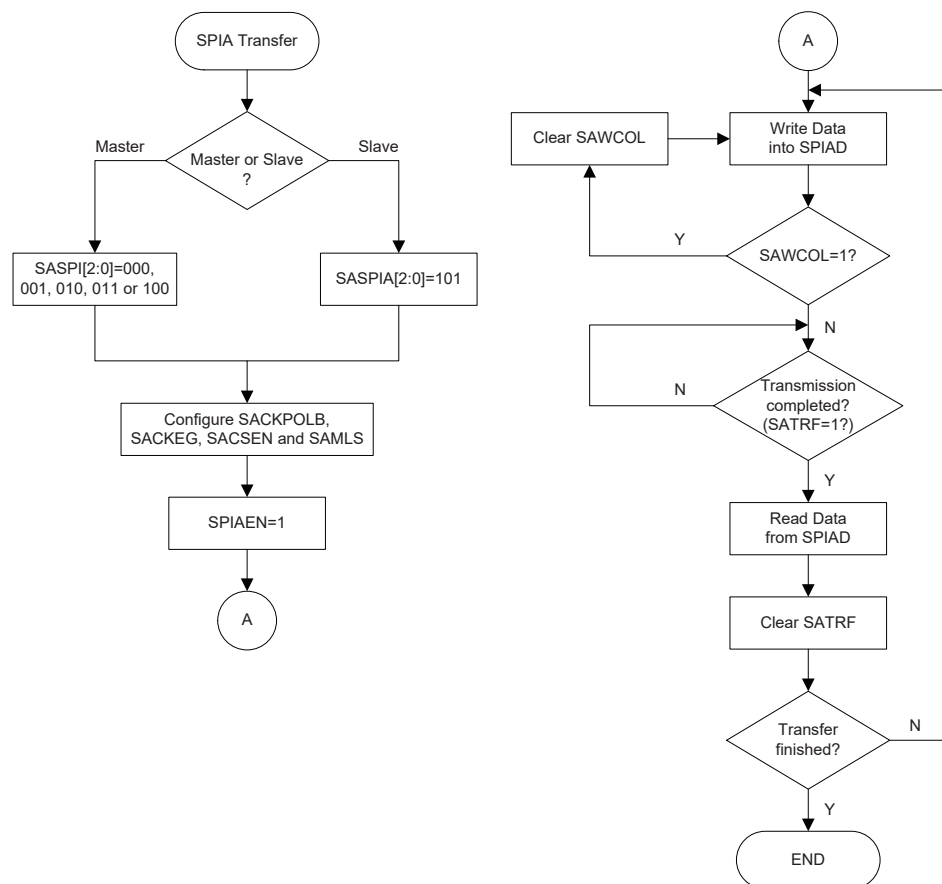 SPIA Transfer
Master
Slave
Master or Slave
?
SASPI[2:0]=000,
001, 010, 011 or 100
SASPIA[2:0]=101
Configure SACKPOLB,
SACKEG, SACSEN and SAMLS
SPIAEN=1
A
A
Clear SAWCOL
Write Data
into SPIAD
Y
SAWCOL=1?
N
N
Transmission
completed?
(SATRF=1?)
Y
Read Data
from SPIAD
Clear SATRF
Transfer
finished?
N
Y
END